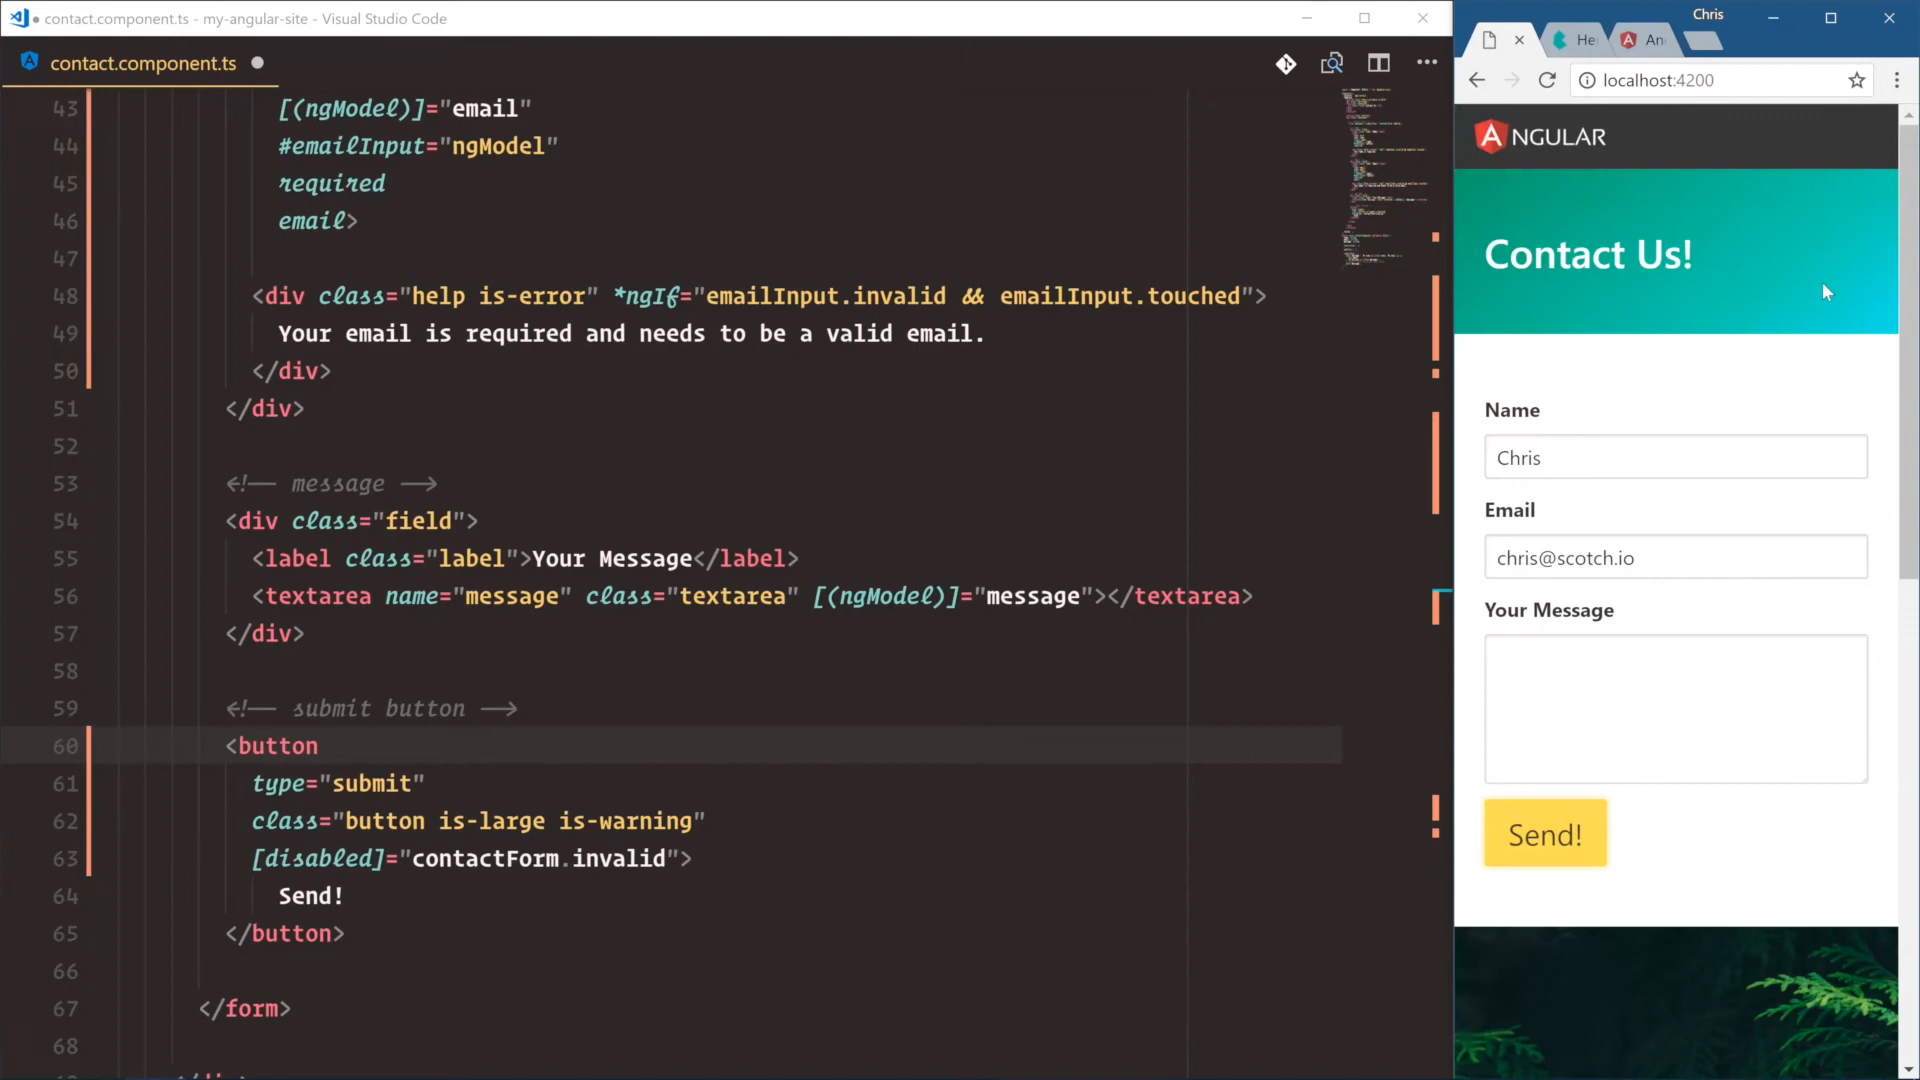 contact.component.ts - my-angular-site - Visual Studio Code
contact.component.ts
43 [(ngModel)]="email"
44 #emailInput="ngModel"
45 required
46 email>
47
48 <div class="help is-error" *ngIf="emailInput.invalid && emailInput.touched">
49 Your email is required and needs to be a valid email.
50 </div>
51 </div>
52
53 <!-- message -->
54 <div class="field">
55 <label class="label">Your Message</label>
56 <textarea name="message" class="textarea" [(ngModel)]="message"></textarea>
57 </div>
58
59 <!-- submit button -->
60 <button
61 type="submit"
62 class="button is-large is-warning"
63 [disabled]="contactForm.invalid">
64 Send!
65 </button>
66
67 </form>
68
Chris
He
An
localhost:4200
ANGULAR
Contact Us!
Name
Chris
Email
chris@scotch.io
Your Message
Send!